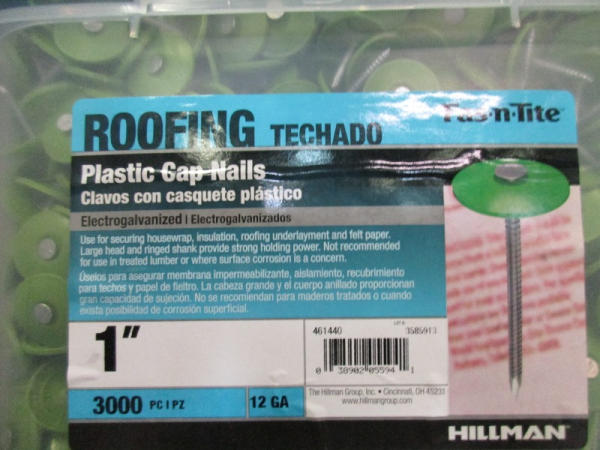 ROOFING TECHADO
Fas-n-Tite
Plastic Cap Nails
Clavos con casquete plástico
Electrogalvanized | Electrogalvanizados
Use for securing housewrap, insulation, roofing underlayment and felt paper.
Large head and ringed shank provide strong holding power. Not recommended
for use in treated lumber or where surface corrosion is a concern.
Úselos para asegurar membrana impermeabilizante, aislamiento, recubrimiento
para techos y papel de fieltro. La cabeza grande y el cuerpo anillado proporcionan
gran capacidad de sujeción. No se recomiendan para maderos tratados o cuando
exista posibilidad de corrosión superficial.
1"
461440
LOT #:
3585913
0 38902 05594 1
3000 PC | PZ
12 GA
The Hillman Group, Inc. • Cincinnati, OH 45231
www.hillmangroup.com
HILLMAN